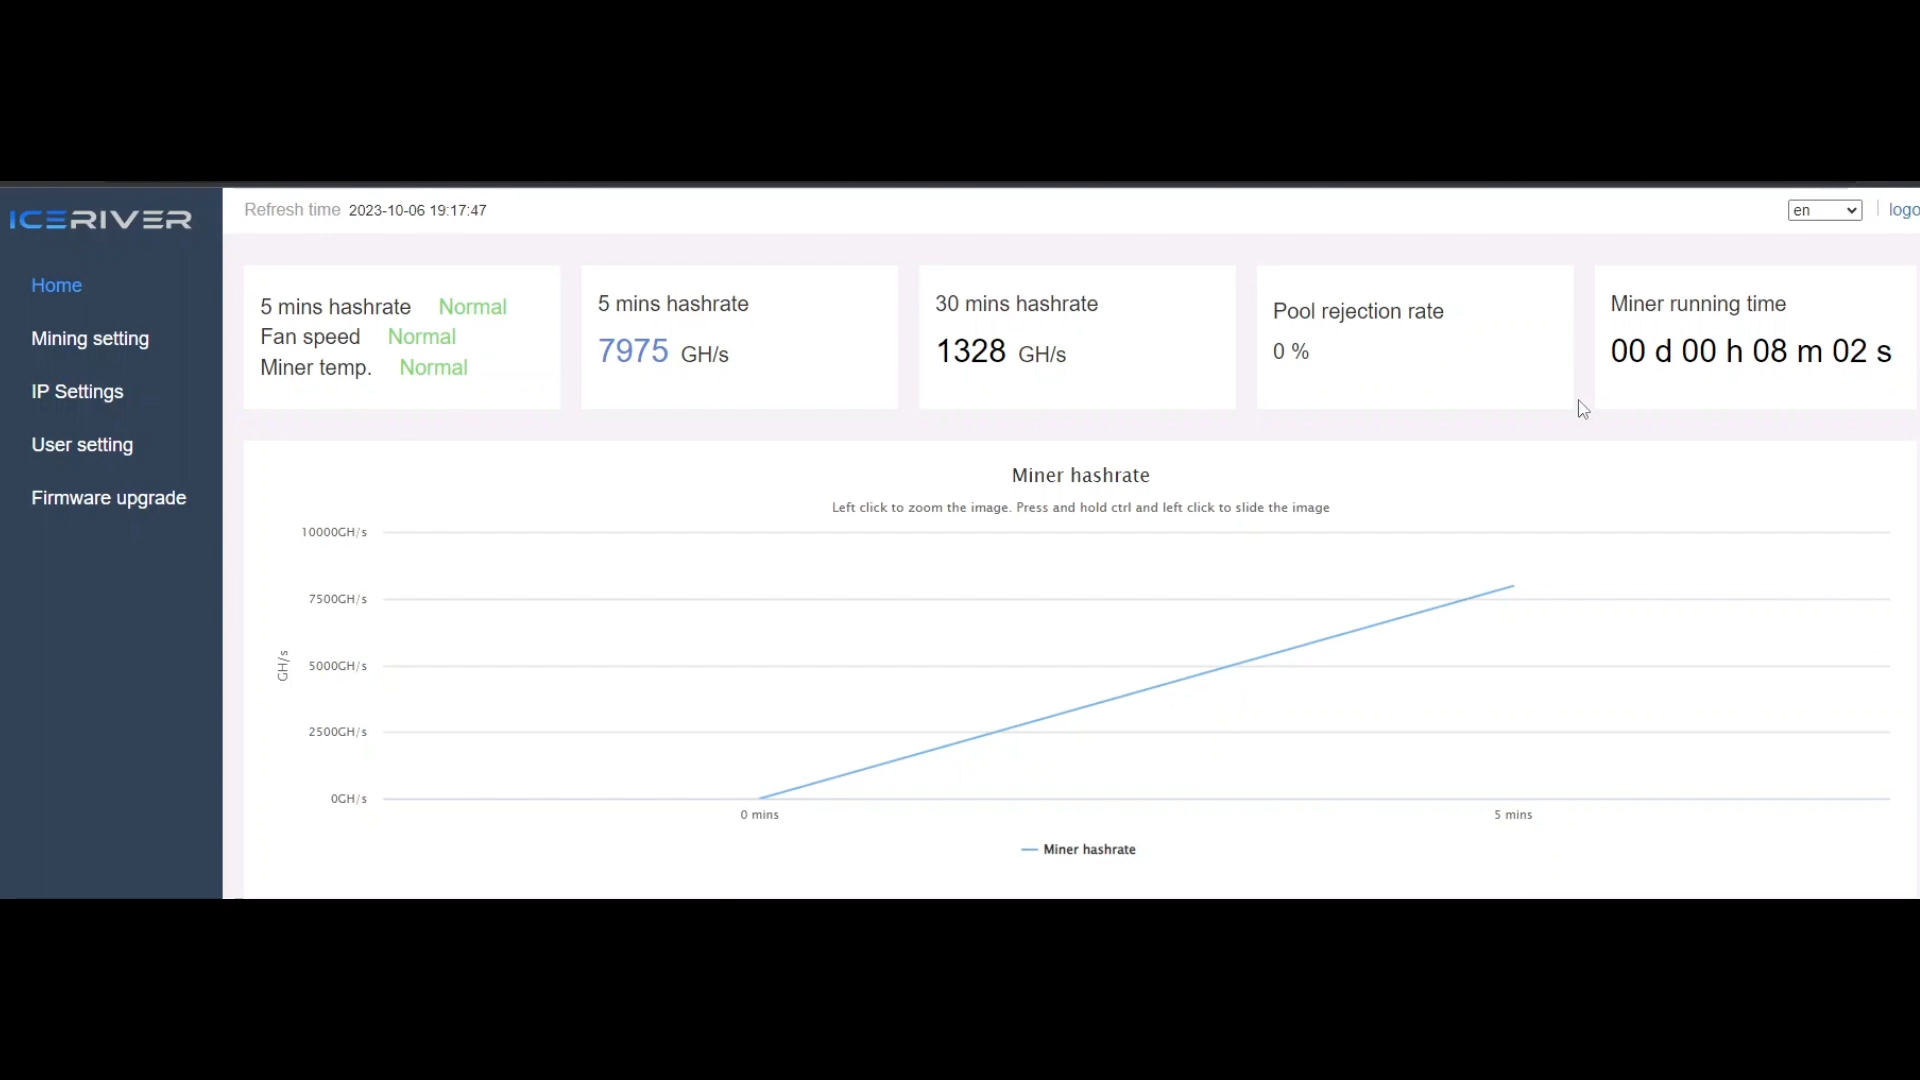 ICERIVER
Refresh time 2023-10-06 19:17:47
en
logo
Home
Mining setting
IP Settings
User setting
Firmware upgrade
5 mins hashrate Normal
Fan speed Normal
Miner temp. Normal
5 mins hashrate
7975 GH/s
30 mins hashrate
1328 GH/s
Pool rejection rate
0 %
Miner running time
00 d 00 h 08 m 02 s
Miner hashrate
Left click to zoom the image. Press and hold ctrl and left click to slide the image
10000GH/s
7500GH/s
5000GH/s
2500GH/s
0GH/s
GH/s
0 mins
5 mins
Miner hashrate